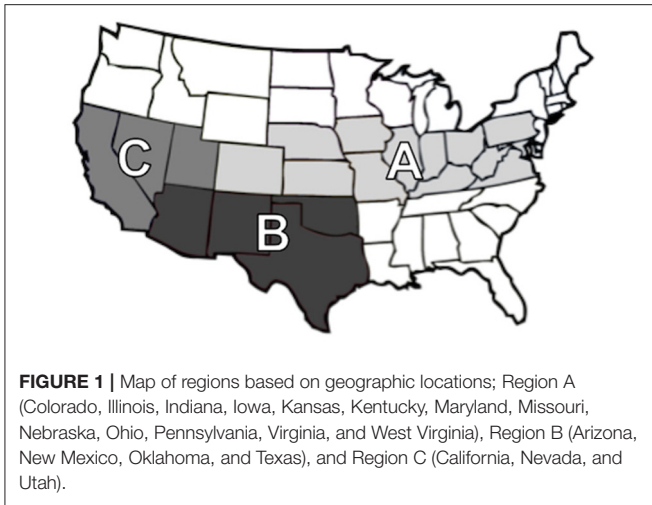 C
A
B
FIGURE 1 | Map of regions based on geographic locations; Region A
(Colorado, Illinois, Indiana, Iowa, Kansas, Kentucky, Maryland, Missouri,
Nebraska, Ohio, Pennsylvania, Virginia, and West Virginia), Region B (Arizona,
New Mexico, Oklahoma, and Texas), and Region C (California, Nevada, and
Utah).